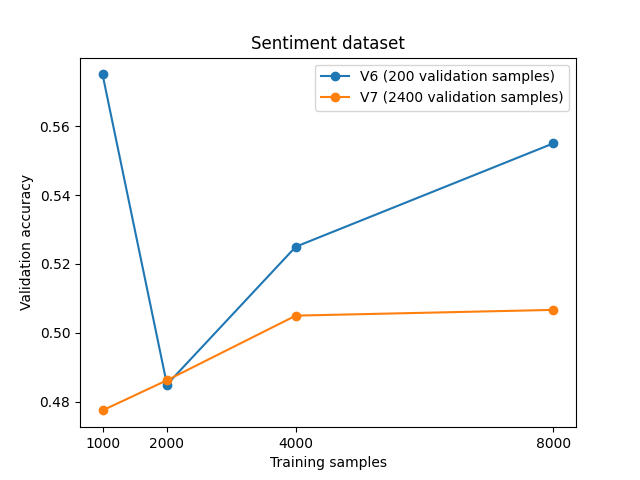 Sentiment dataset
V6 (200 validation samples)
V7 (2400 validation samples)
Validation accuracy
0.56
0.54
0.52
0.50
0.48
1000 2000 4000 8000
Training samples